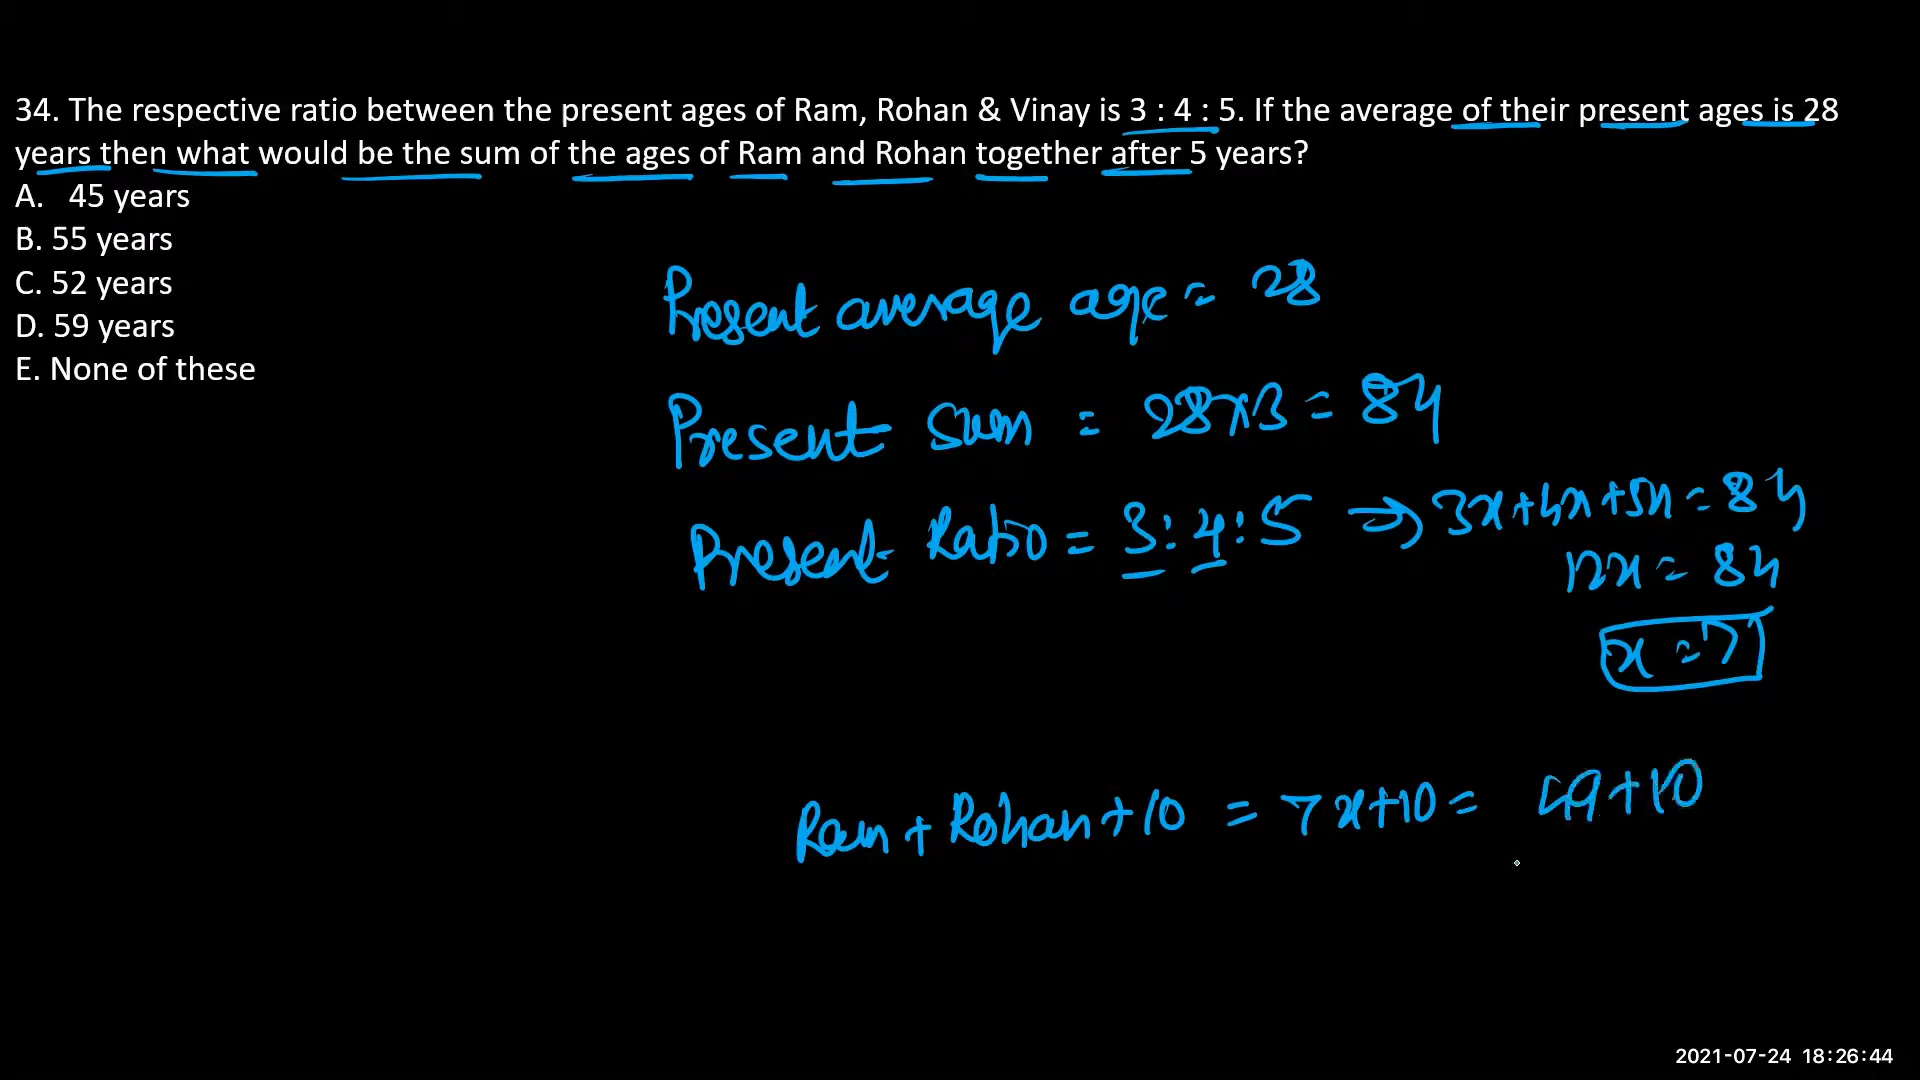 34. The respective ratio between the present ages of Ram, Rohan & Vinay is 3 : 4 : 5. If the average of their present ages is 28
years then what would be the sum of the ages of Ram and Rohan together after 5 years?
A. 45 years
B. 55 years
C. 52 years
D. 59 years
E. None of these
Present average age = 28
Present sum = 28×3 = 84
Present Ratio = 3:4:5 ⇒ 3x+4x+5x = 84
12x = 84
x = 7
Ram + Rohan + 10 = 7x+10 = 49+10
2021-07-24 18:26:44